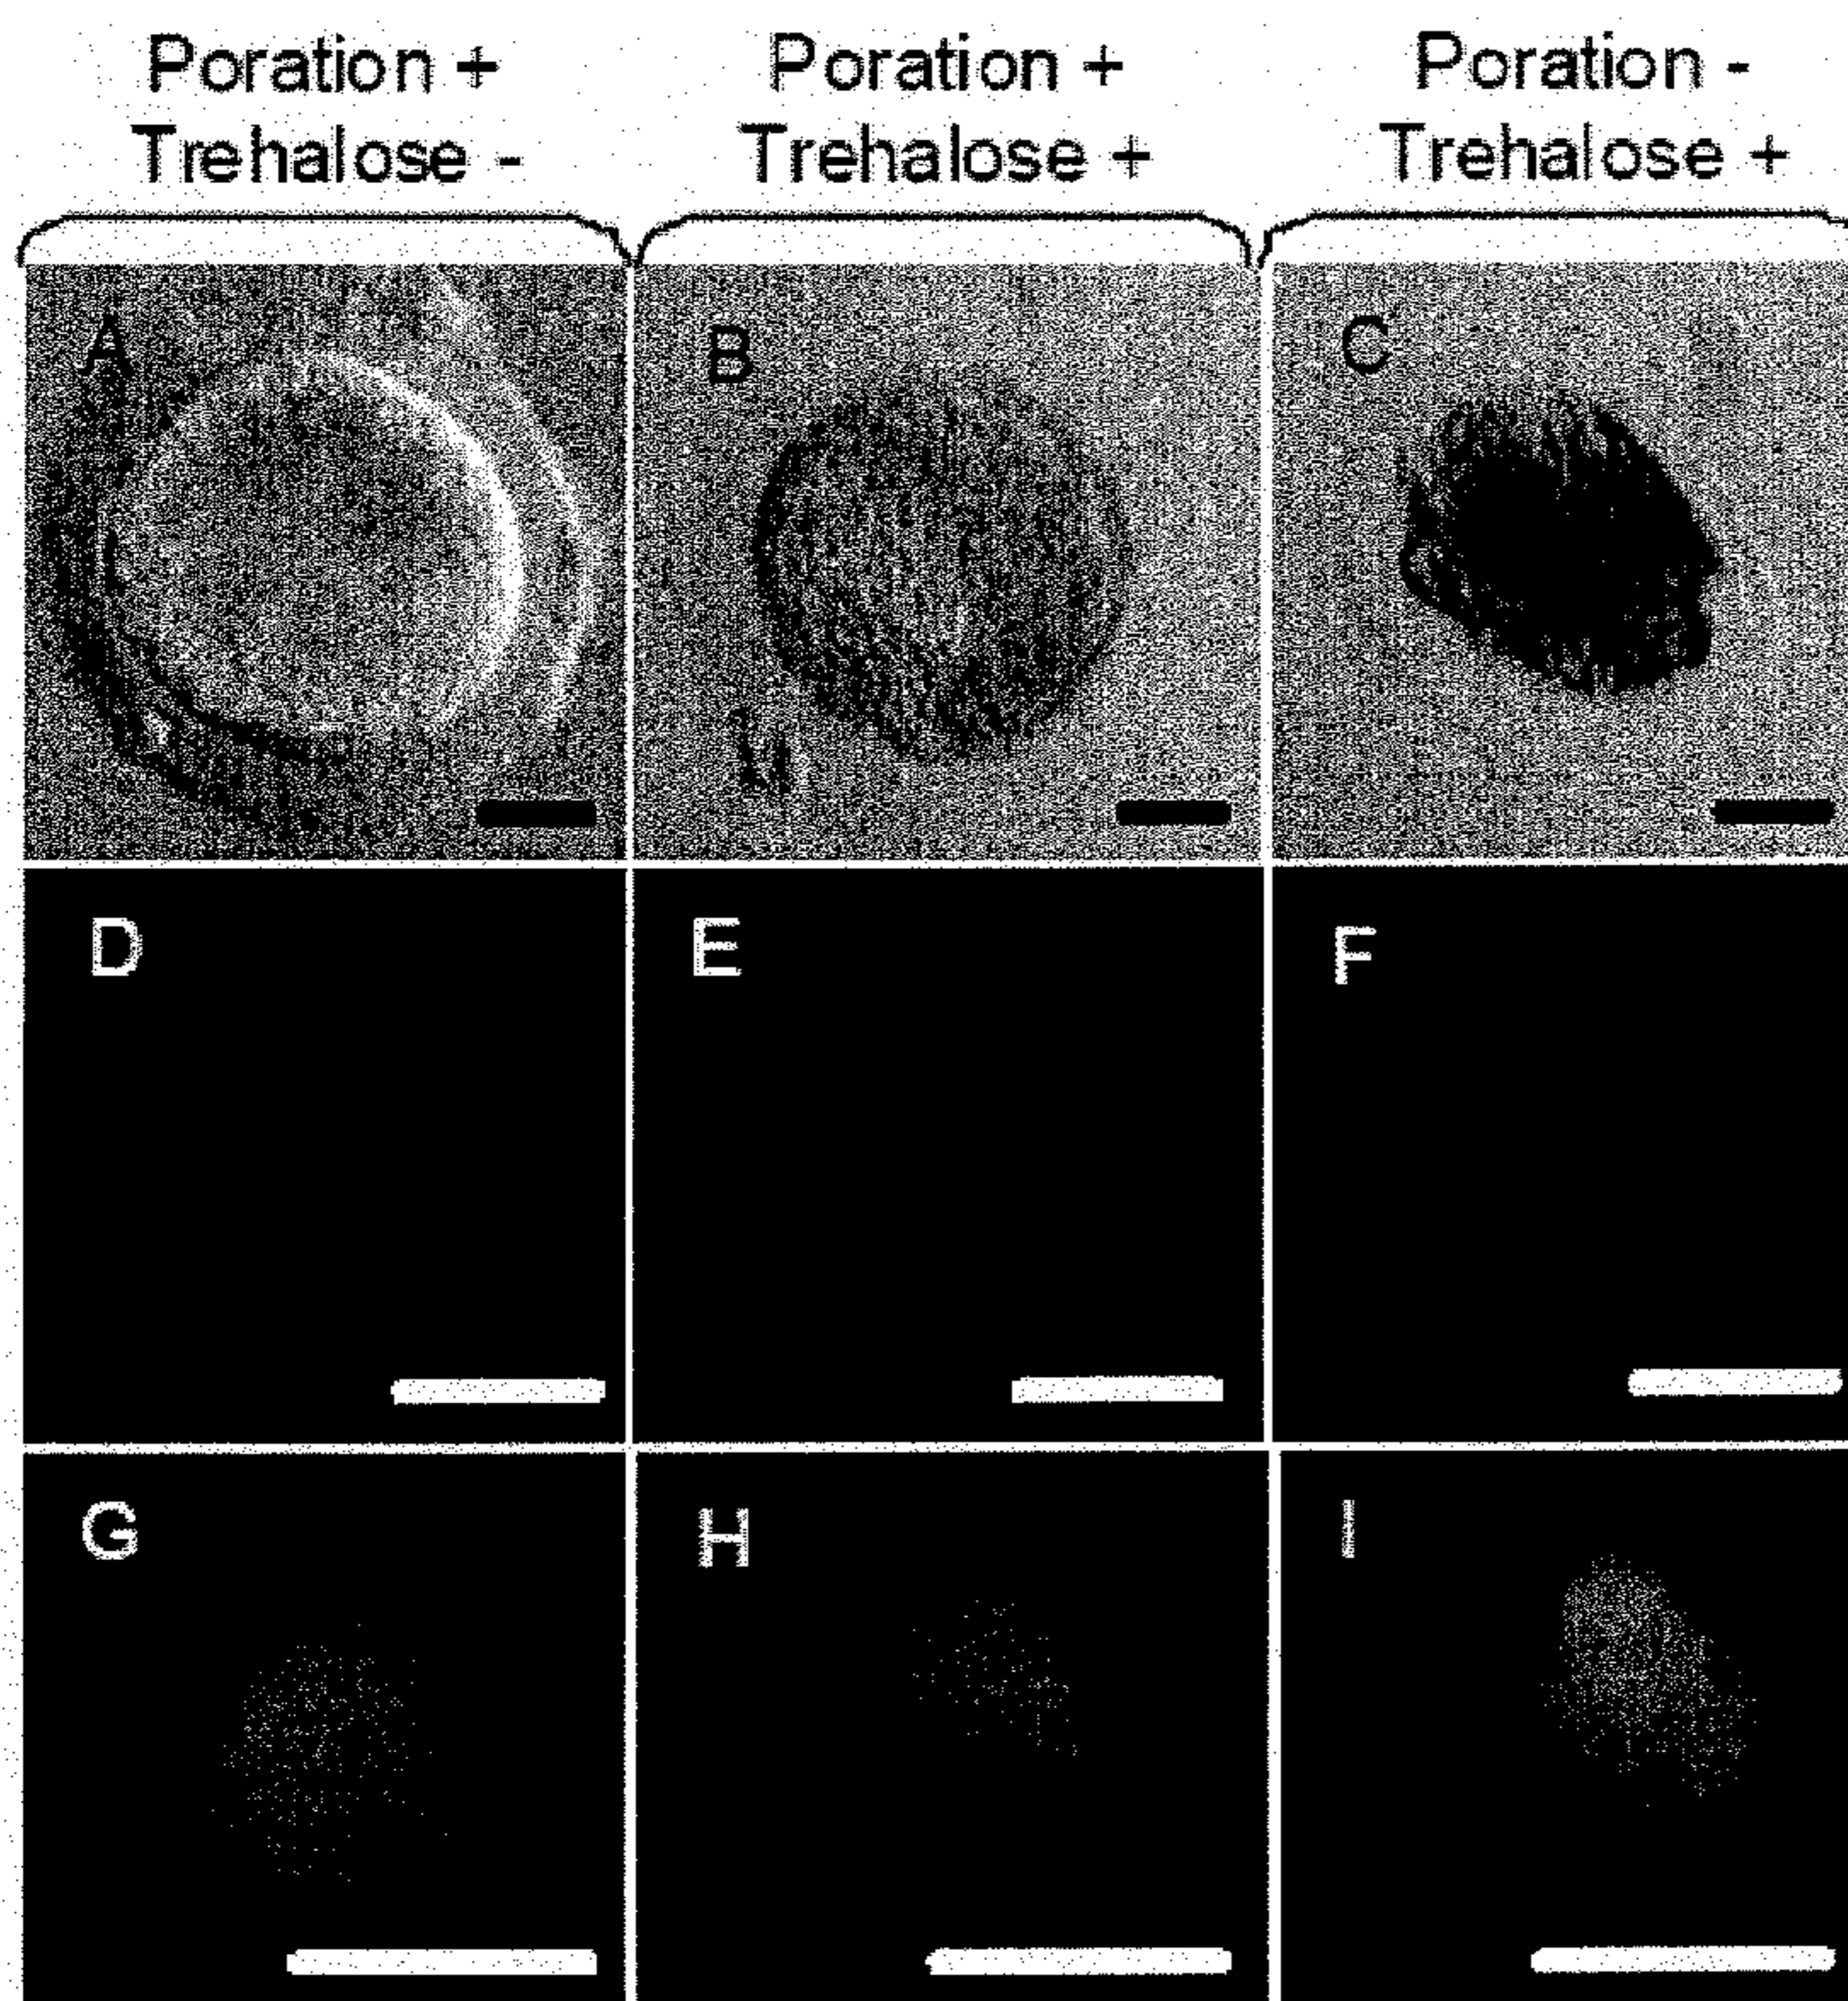 Poration +
Trehalose -
Poration +
Trehalose +
Poration -
Trehalose +
A
B
C
D
E
F
G
H
I